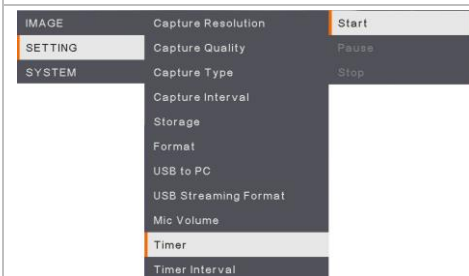 IMAGE
SETTING
SYSTEM
Capture Resolution
Capture Quality
Capture Type
Capture Interval
Storage
Format
USB to PC
USB Streaming Format
Mic Volume
Timer
Timer Interval
Start
Pause
Stop